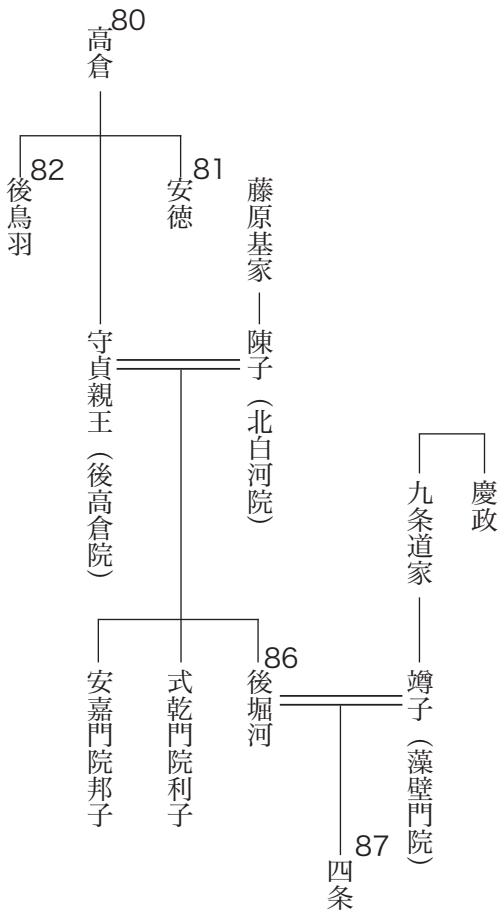 80
高倉
81
安徳
82
後鳥羽
藤原基家
陳子（北白河院）
守貞親王（後高倉院）
慶政
九条道家
竴子（藻壁門院）
86
後堀河
式乾門院利子
安嘉門院邦子
87
四条